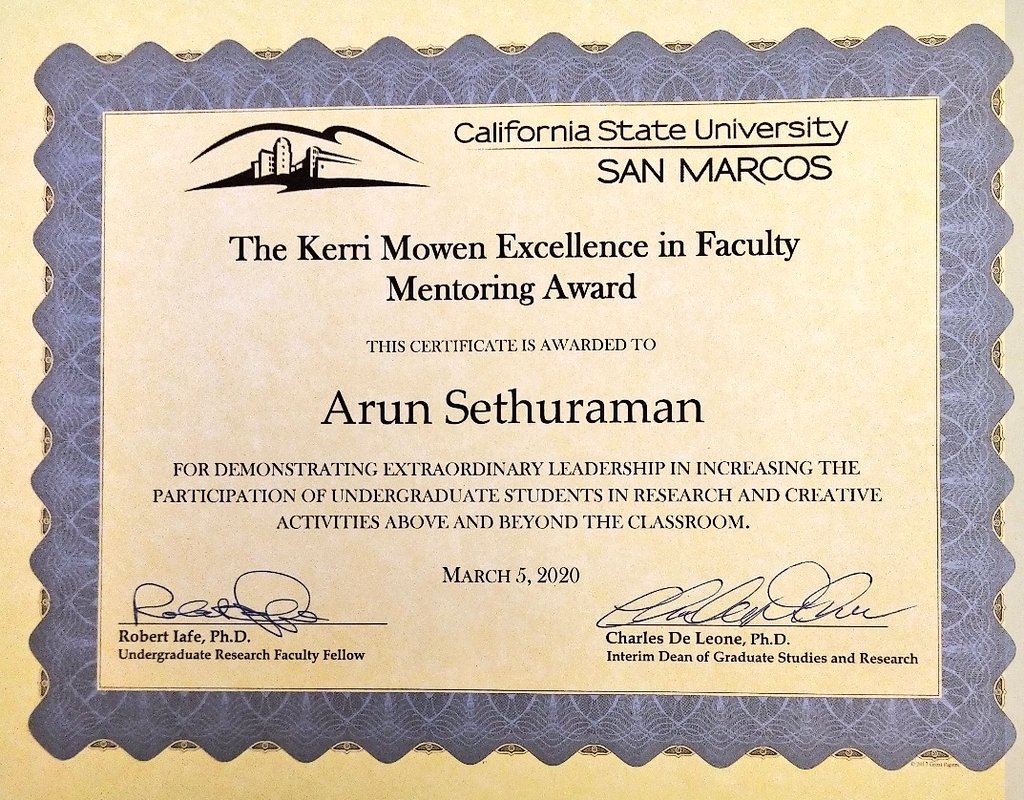 California State University
SAN MARCOS
The Kerri Mowen Excellence in Faculty
Mentoring Award
THIS CERTIFICATE IS AWARDED TO
Arun Sethuraman
FOR DEMONSTRATING EXTRAORDINARY LEADERSHIP IN INCREASING THE
PARTICIPATION OF UNDERGRADUATE STUDENTS IN RESEARCH AND CREATIVE
ACTIVITIES ABOVE AND BEYOND THE CLASSROOM.
MARCH 5, 2020
Robert Iafe, Ph.D.
Undergraduate Research Faculty Fellow
Charles De Leone, Ph.D.
Interim Dean of Graduate Studies and Research